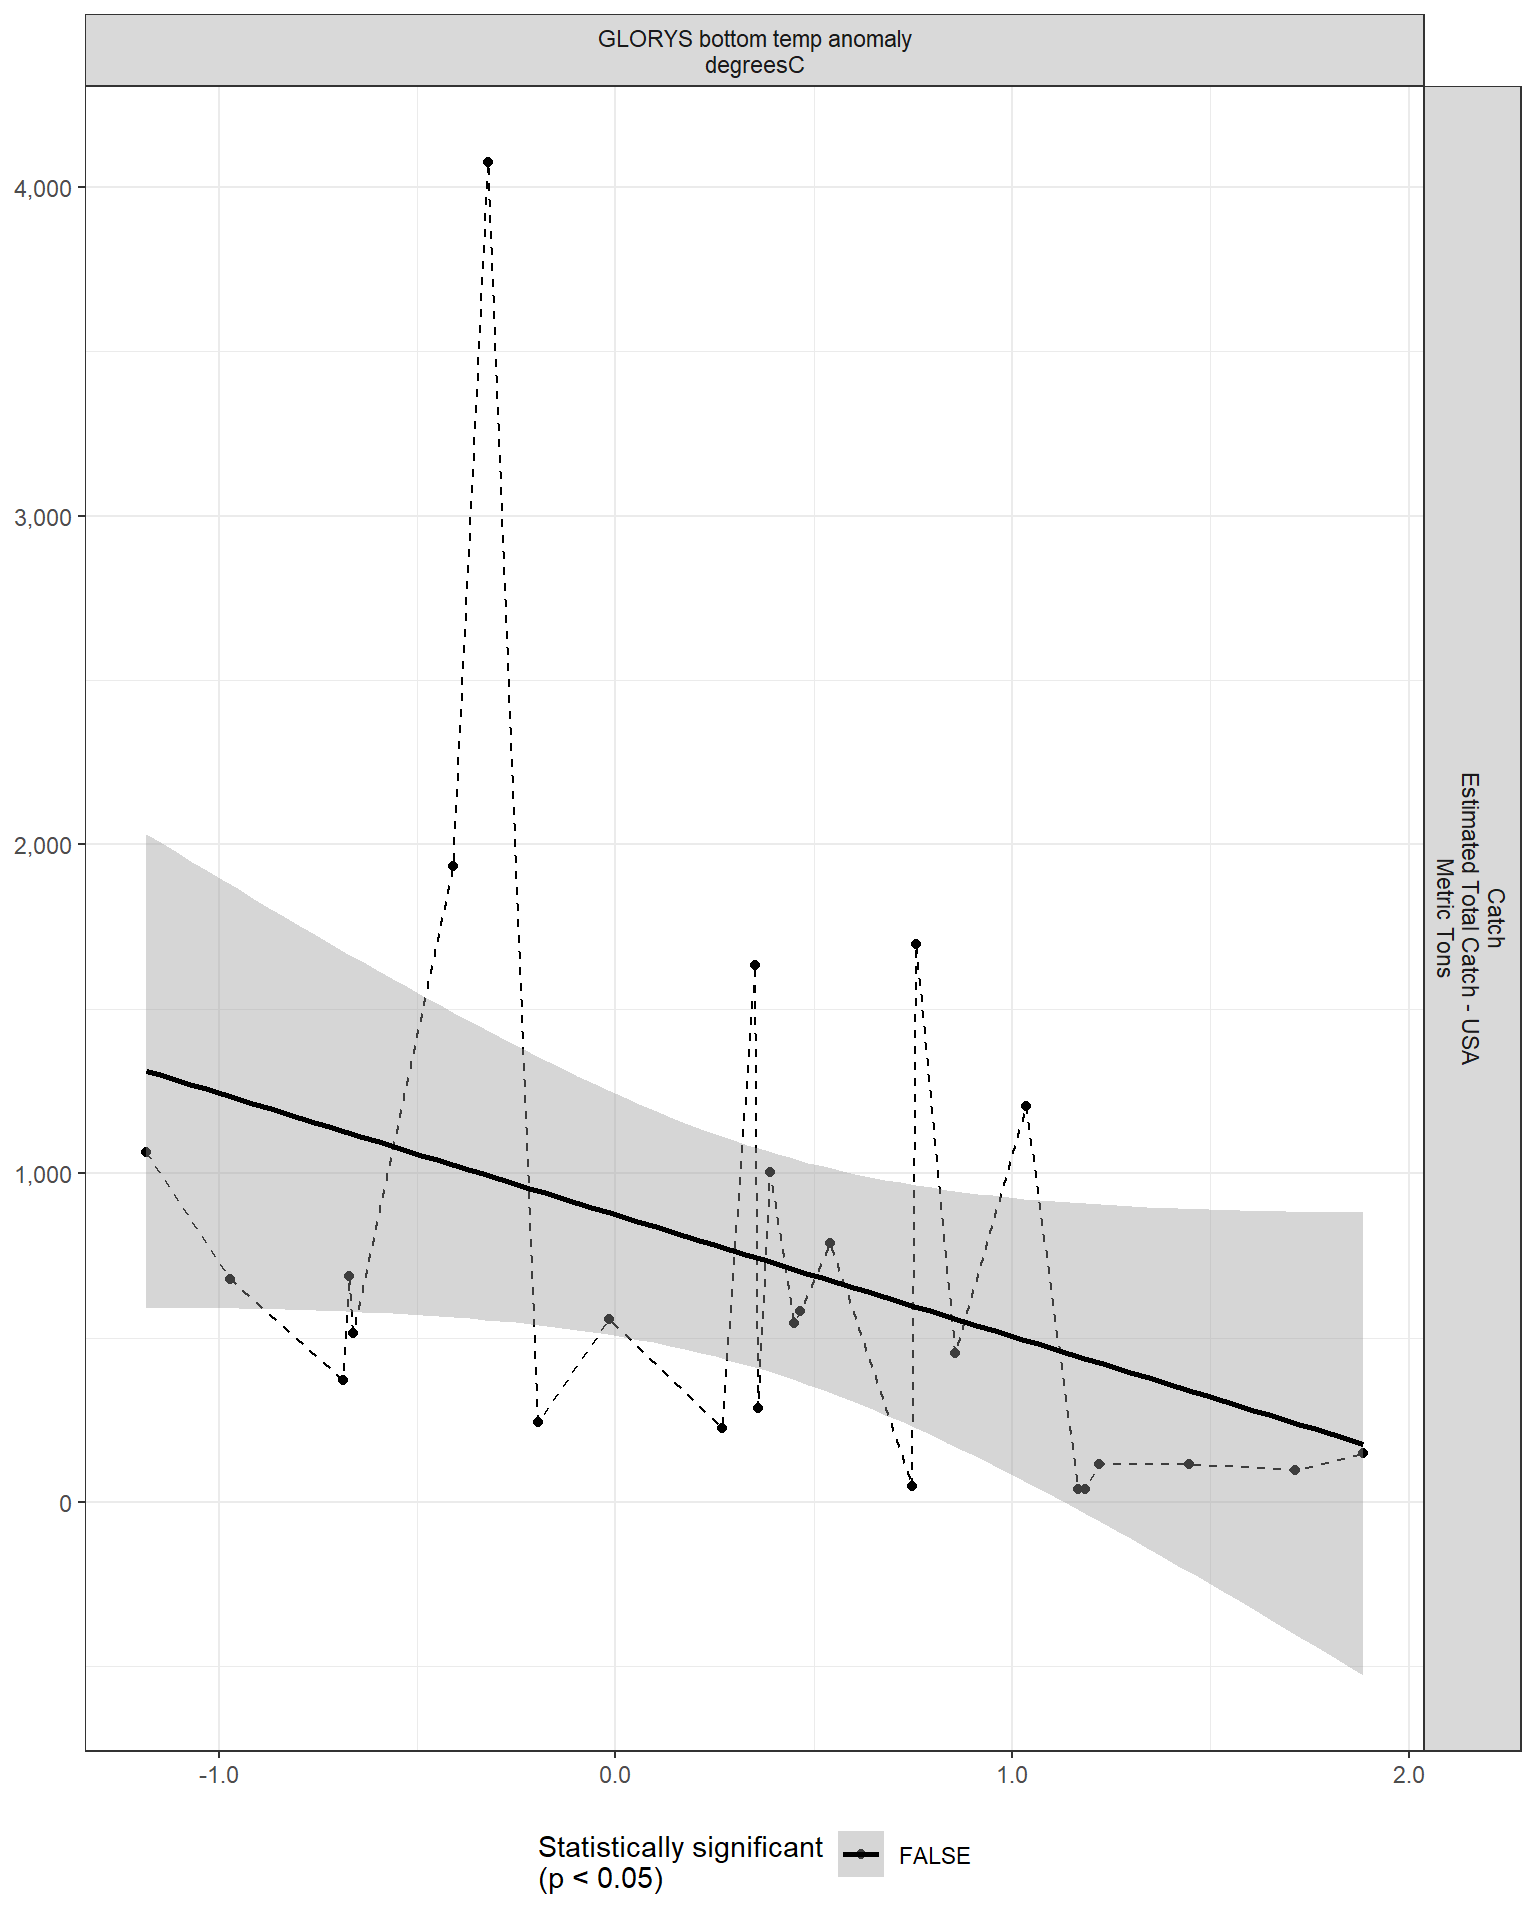 GLORYS bottom temp anomaly
degreesC
4,000
3,000
2,000
1,000
0
Catch
Estimated Total Catch - USA
Metric Tons
-1.0
0.0
1.0
2.0
Statistically significant
(p < 0.05)
FALSE